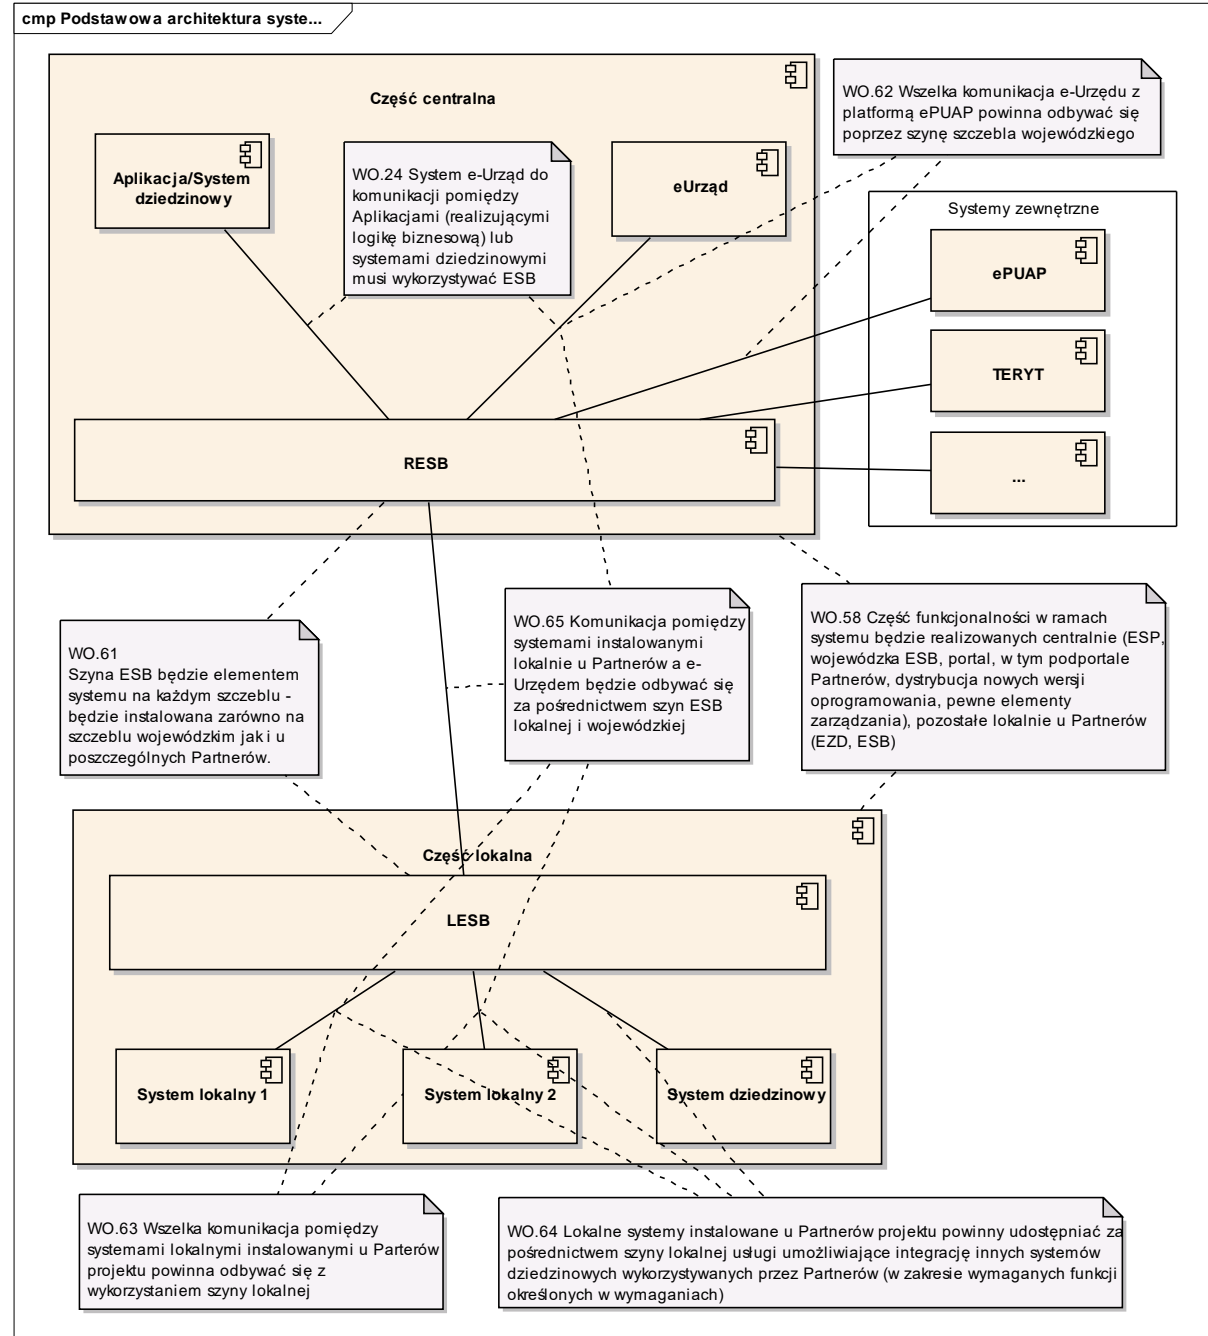 cmp Podstawowa architektura syste...
Część centralna
Aplikacja/System
dziedzinowy
WO.24 System e-Urząd do
komunikacji pomiędzy
Aplikacjami (realizującymi
logikę biznesową) lub
systemami dziedzinowymi
musi wykorzystywać ESB
eUrząd
WO.62 Wszelka komunikacja e-Urzędu z
platformą ePUAP powinna odbywać się
poprzez szynę szczebla wojewódzkiego
Systemy zewnętrzne
ePUAP
TERYT
...
RESB
WO.61
Szyna ESB będzie elementem
systemu na każdym szczeblu -
będzie instalowana zarówno na
szczeblu wojewódzkim jak i u
poszczególnych Partnerów.
WO.65 Komunikacja pomiędzy
systemami instalowanymi
lokalnie u Partnerów a e-
Urzędem będzie odbywać się
za pośrednictwem szyn ESB
lokalnej i wojewódzkiej
WO.58 Część funkcjonalności w ramach
systemu będzie realizowanych centralnie (ESP,
wojewódzka ESB, portal, w tym podportale
Partnerów, dystrybucja nowych wersji
oprogramowania, pewne elementy
zarządzania), pozostałe lokalnie u Partnerów
(EZD, ESB)
Część lokalna
LESB
System lokalny 1
System lokalny 2
System dziedzinowy
WO.63 Wszelka komunikacja pomiędzy
systemami lokalnymi instalowanymi u Parterów
projektu powinna odbywać się z
wykorzystaniem szyny lokalnej
WO.64 Lokalne systemy instalowane u Partnerów projektu powinny udostępniać za
pośrednictwem szyny lokalnej usługi umożliwiające integrację innych systemów
dziedzinowych wykorzystywanych przez Partnerów (w zakresie wymaganych funkcji
określonych w wymaganiach)